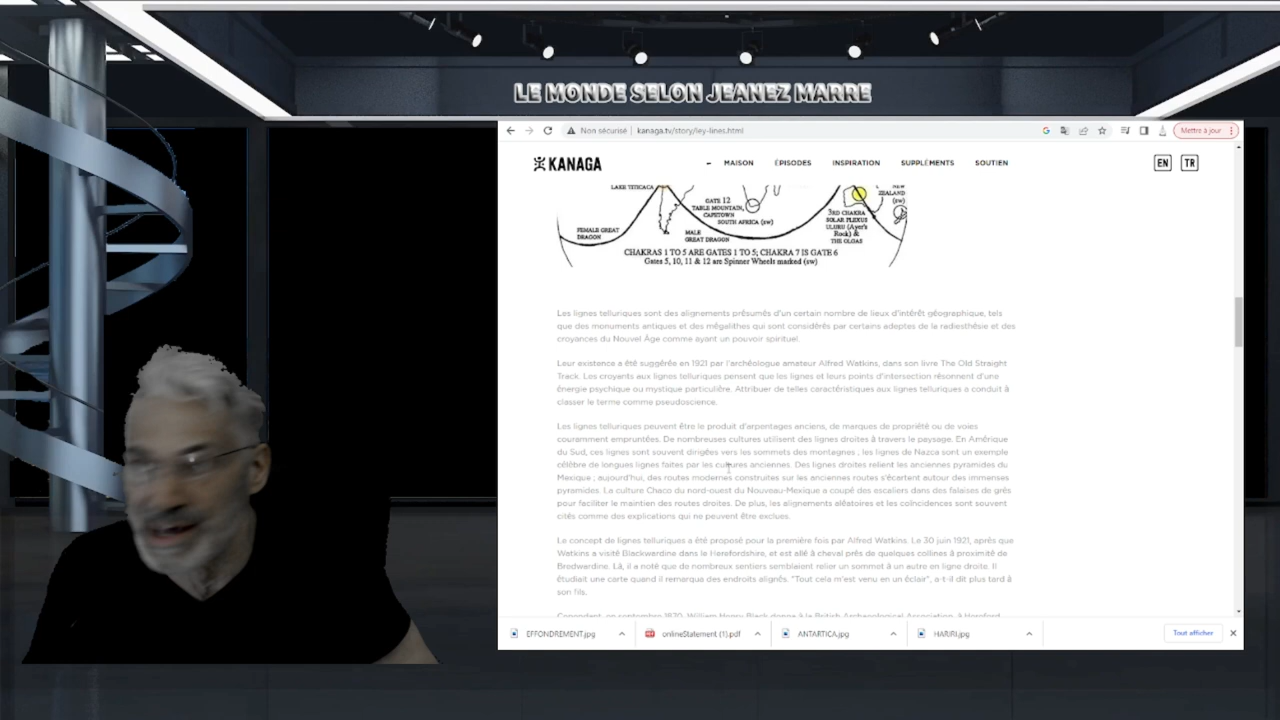 LE MONDE SELON JEANEZ MARRE
Non sécurisé kanaga.tv/story/ley-lines.html
Mettre à jour
KANAGA
MAISON ÉPISODES INSPIRATION SUPPLÉMENTS SOUTIEN
EN TR
LAKE TITICACA
GATE 12
TABLE MOUNTAIN,
CAPETOWN
SOUTH AFRICA (sw)
FEMALE GREAT
DRAGON
MALE
GREAT DRAGON
3RD CHAKRA
SOLAR PLEXUS
ULURU (Ayer's
Rock) &
THE OLGAS
NEW
ZEALAND
(sw)
CHAKRAS 1 TO 5 ARE GATES 1 TO 5; CHAKRA 7 IS GATE 6
Gates 5, 10, 11 & 12 are Spinner Wheels marked (sw)
Les lignes telluriques sont des alignements présumés d'un certain nombre de lieux d'intérêt géographique, tels
que des monuments antiques et des mégalithes qui sont considérés par certains adeptes de la radiesthésie et des
croyances du Nouvel Âge comme ayant un pouvoir spirituel.
Leur existence a été suggérée en 1921 par l'archéologue amateur Alfred Watkins, dans son livre The Old Straight
Track. Les croyants aux lignes telluriques pensent que les lignes et leurs points d'intersection résonnent d'une
énergie psychique ou mystique particulière. Attribuer de telles caractéristiques aux lignes telluriques a conduit à
classer le terme comme pseudoscience.
Les lignes telluriques peuvent être le produit d'arpentages anciens, de marques de propriété ou de voies
couramment empruntées. De nombreuses cultures utilisent des lignes droites à travers le paysage. En Amérique
du Sud, ces lignes sont souvent dirigées vers les sommets des montagnes ; les lignes de Nazca sont un exemple
célèbre de longues lignes faites par les cultures anciennes. Des lignes droites relient les anciennes pyramides du
Mexique ; aujourd'hui, des routes modernes construites sur les anciennes routes s'écartent autour des immenses
pyramides. La culture Chaco du nord-ouest du Nouveau-Mexique a coupé des escaliers dans des falaises de grès
pour faciliter le maintien des routes droites. De plus, les alignements aléatoires et les coïncidences sont souvent
cités comme des explications qui ne peuvent être exclues.
Le concept de lignes telluriques a été proposé pour la première fois par Alfred Watkins. Le 30 juin 1921, après que
Watkins a visité Blackwardine dans le Herefordshire, et est allé à cheval près de quelques collines à proximité de
Bredwardine. Là, il a noté que de nombreux sentiers semblaient relier un sommet à un autre en ligne droite. Il
étudiait une carte quand il remarqua des endroits alignés. "Tout cela m'est venu en un éclair", a-t-il dit plus tard à
son fils.
Cependant, en septembre 1870, William Henry Black donne à la British Archaeological Association, à Hereford
EFFONDREMENT.jpg onlineStatement (1).pdf ANTARTICA.jpg HARIRI.jpg Tout afficher